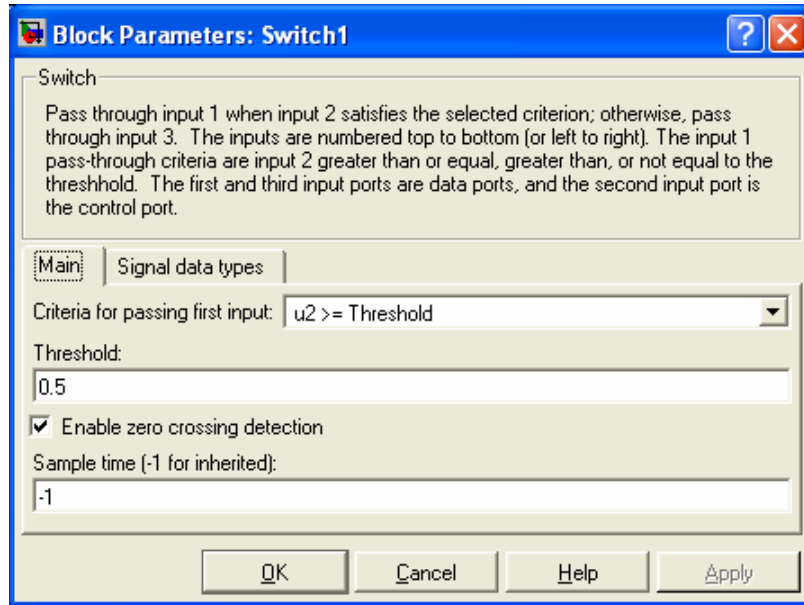 Block Parameters: Switch1
Switch
Pass through input 1 when input 2 satisfies the selected criterion; otherwise, pass
through input 3. The inputs are numbered top to bottom (or left to right). The input 1
pass-through criteria are input 2 greater than or equal, greater than, or not equal to the
threshhold. The first and third input ports are data ports, and the second input port is
the control port.
Main Signal data types
Criteria for passing first input: u2 >= Threshold
Threshold:
0.5
Enable zero crossing detection
Sample time (-1 for inherited):
-1
OK Cancel Help Apply